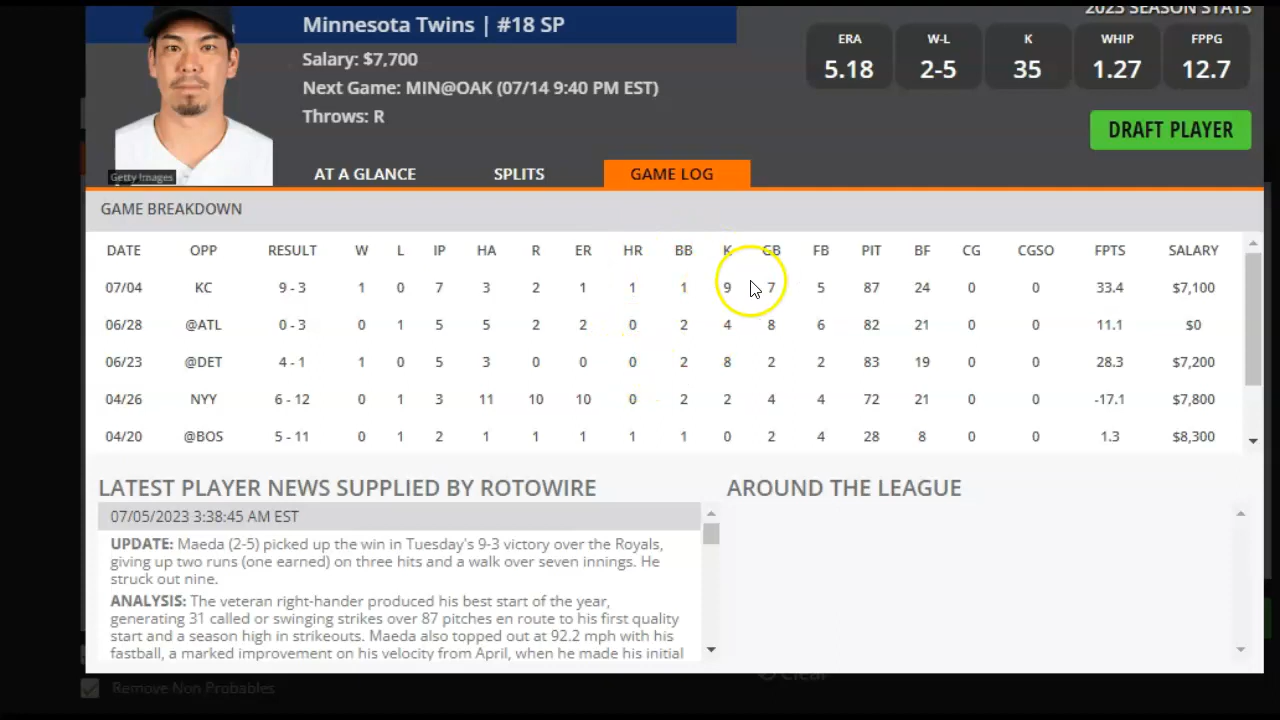 2023 SEASON STATS
Minnesota Twins | #18 SP
Salary: $7,700
Next Game: MIN@OAK (07/14 9:40 PM EST)
Throws: R
ERA W-L K WHIP FPPG
5.18 2-5 35 1.27 12.7
DRAFT PLAYER
Getty Images
AT A GLANCE SPLITS GAME LOG
GAME BREAKDOWN
DATE OPP RESULT W L IP HA R ER HR BB K GB FB PIT BF CG CGSO FPTS SALARY
07/04 KC 9 - 3 1 0 7 3 2 1 1 1 9 7 5 87 24 0 0 33.4 $7,100
06/28 @ATL 0 - 3 0 1 5 5 2 2 0 2 4 8 6 82 21 0 0 11.1 $0
06/23 @DET 4 - 1 1 0 5 3 0 0 0 2 8 2 2 83 19 0 0 28.3 $7,200
04/26 NYY 6 - 12 0 1 3 11 10 10 0 2 2 4 4 72 21 0 0 -17.1 $7,800
04/20 @BOS 5 - 11 0 1 2 1 1 1 1 1 0 2 4 28 8 0 0 1.3 $8,300
LATEST PLAYER NEWS SUPPLIED BY ROTOWIRE
AROUND THE LEAGUE
07/05/2023 3:38:45 AM EST
UPDATE: Maeda (2-5) picked up the win in Tuesday's 9-3 victory over the Royals,
giving up two runs (one earned) on three hits and a walk over seven innings. He
struck out nine.
ANALYSIS: The veteran right-hander produced his best start of the year,
generating 31 called or swinging strikes over 87 pitches en route to his first quality
start and a season high in strikeouts. Maeda also topped out at 92.2 mph with his
fastball, a marked improvement on his velocity from April, when he made his initial
Remove Non Probables
Clear